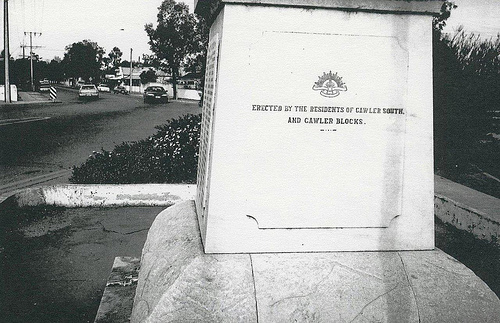 ERECTED BY THE RESIDENTS OF GAWLER SOUTH,
AND GAWLER BLOCKS.